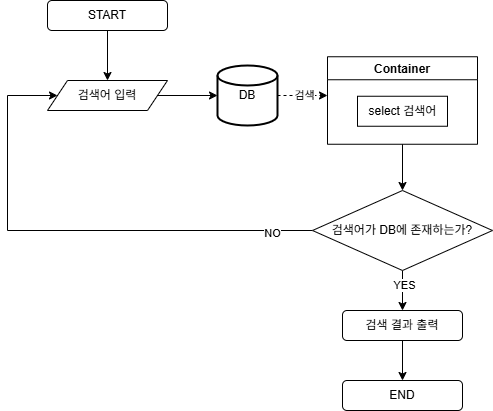 START
검색어 입력
DB
검색
Container
select 검색어
검색어가 DB에 존재하는가?
NO
YES
검색 결과 출력
END